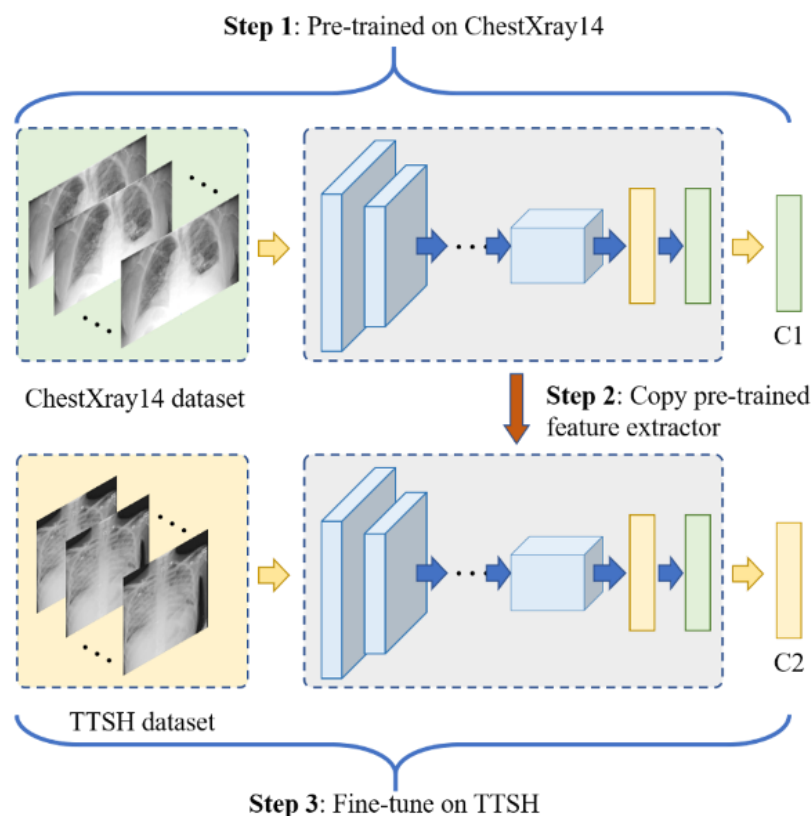 Step 1: Pre-trained on ChestXray14
C1
ChestXray14 dataset
Step 2: Copy pre-trained
feature extractor
C2
TTSH dataset
Step 3: Fine-tune on TTSH